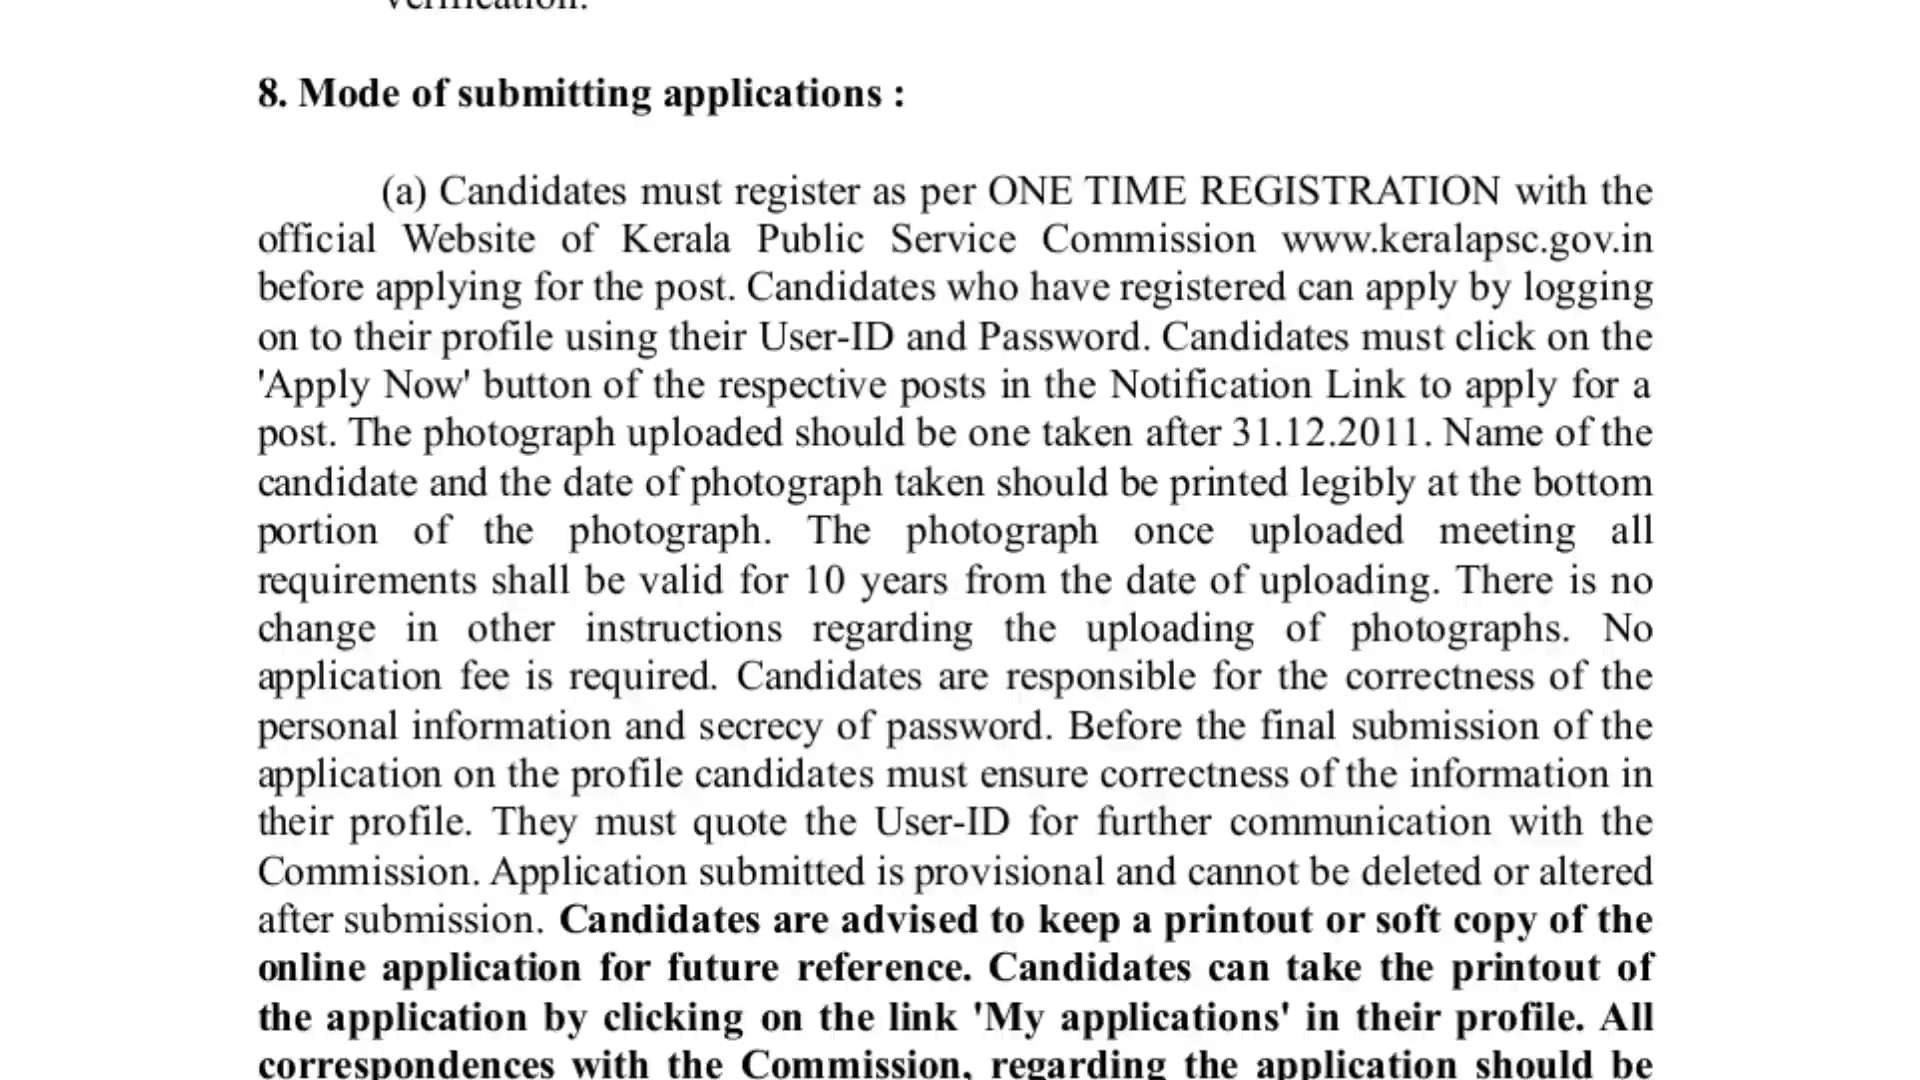 verification.
8. Mode of submitting applications :
(a) Candidates must register as per ONE TIME REGISTRATION with the
official Website of Kerala Public Service Commission www.keralapsc.gov.in
before applying for the post. Candidates who have registered can apply by logging
on to their profile using their User-ID and Password. Candidates must click on the
'Apply Now' button of the respective posts in the Notification Link to apply for a
post. The photograph uploaded should be one taken after 31.12.2011. Name of the
candidate and the date of photograph taken should be printed legibly at the bottom
portion of the photograph. The photograph once uploaded meeting all
requirements shall be valid for 10 years from the date of uploading. There is no
change in other instructions regarding the uploading of photographs. No
application fee is required. Candidates are responsible for the correctness of the
personal information and secrecy of password. Before the final submission of the
application on the profile candidates must ensure correctness of the information in
their profile. They must quote the User-ID for further communication with the
Commission. Application submitted is provisional and cannot be deleted or altered
after submission. Candidates are advised to keep a printout or soft copy of the
online application for future reference. Candidates can take the printout of
the application by clicking on the link 'My applications' in their profile. All
correspondences with the Commission, regarding the application should be